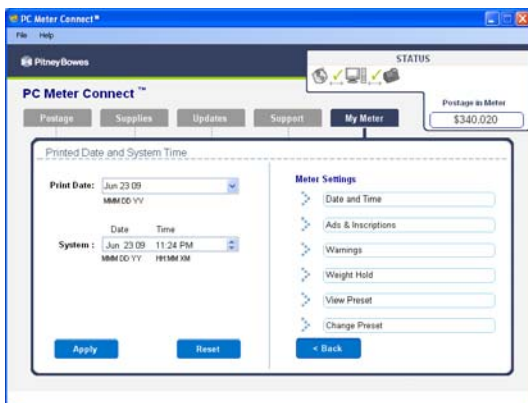 PC Meter Connect™
File Help
PitneyBowes
STATUS
PC Meter Connect ™
Postage in Meter
$340.020
Postage Supplies Updates Support My Meter
Printed Date and System Time
Print Date: Jun 23 09
MMM DD YY
Date Time
System : Jun 23 09 11:24 PM
MMM DD YY HH:MM XM
Apply Reset
Meter Settings
Date and Time
Ads & Inscriptions
Warnings
Weight Hold
View Preset
Change Preset
< Back